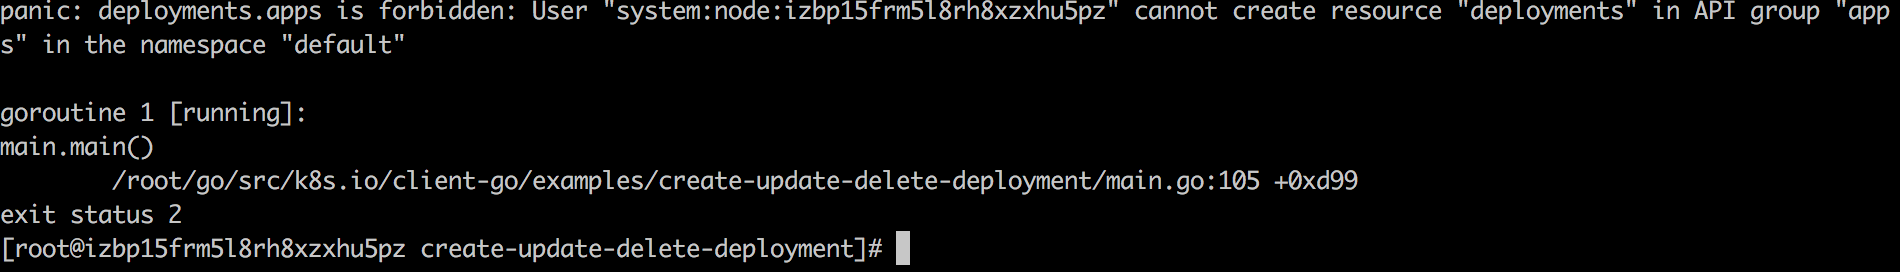 panic: deployments.apps is forbidden: User "system:node:izbp15frm5l8rh8xzxhu5pz" cannot create resource "deployments" in API group "app
s" in the namespace "default"
goroutine 1 [running]:
main.main()
        /root/go/src/k8s.io/client-go/examples/create-update-delete-deployment/main.go:105 +0xd99
exit status 2
[root@izbp15frm5l8rh8xzxhu5pz create-update-delete-deployment]#